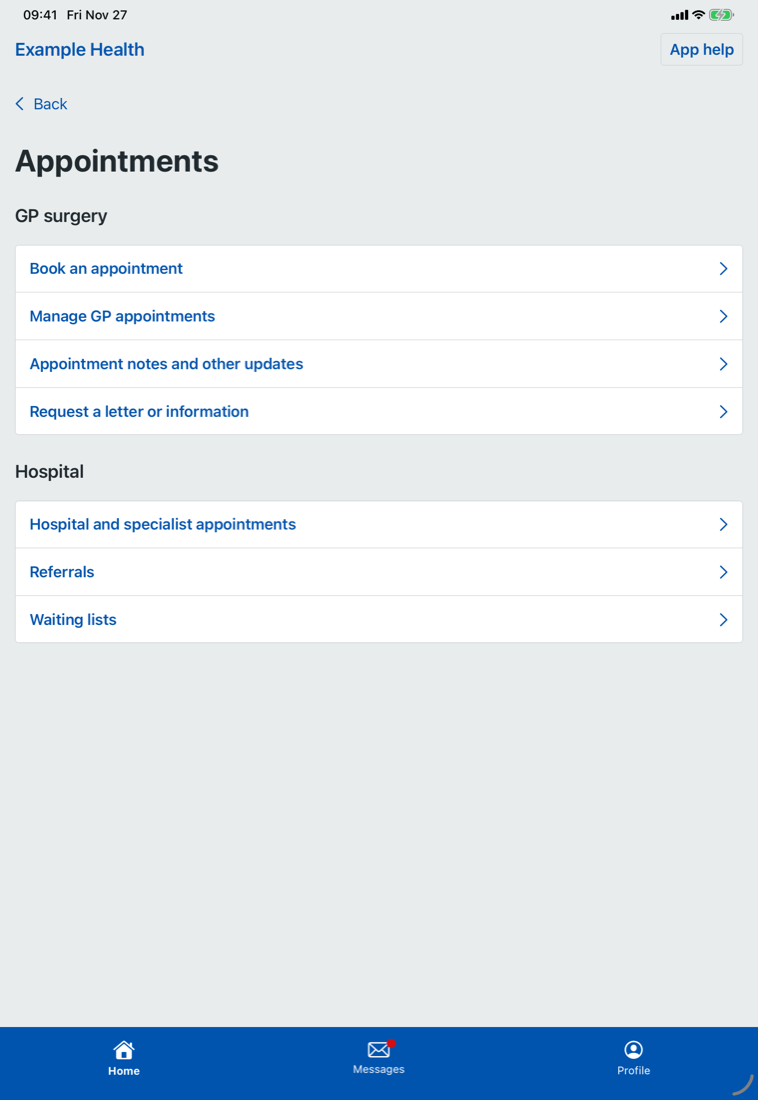 09:41 Fri Nov 27
Example Health
App help
Back
Appointments
GP surgery
Book an appointment
Manage GP appointments
Appointment notes and other updates
Request a letter or information
Hospital
Hospital and specialist appointments
Referrals
Waiting lists
Home
Messages
Profile